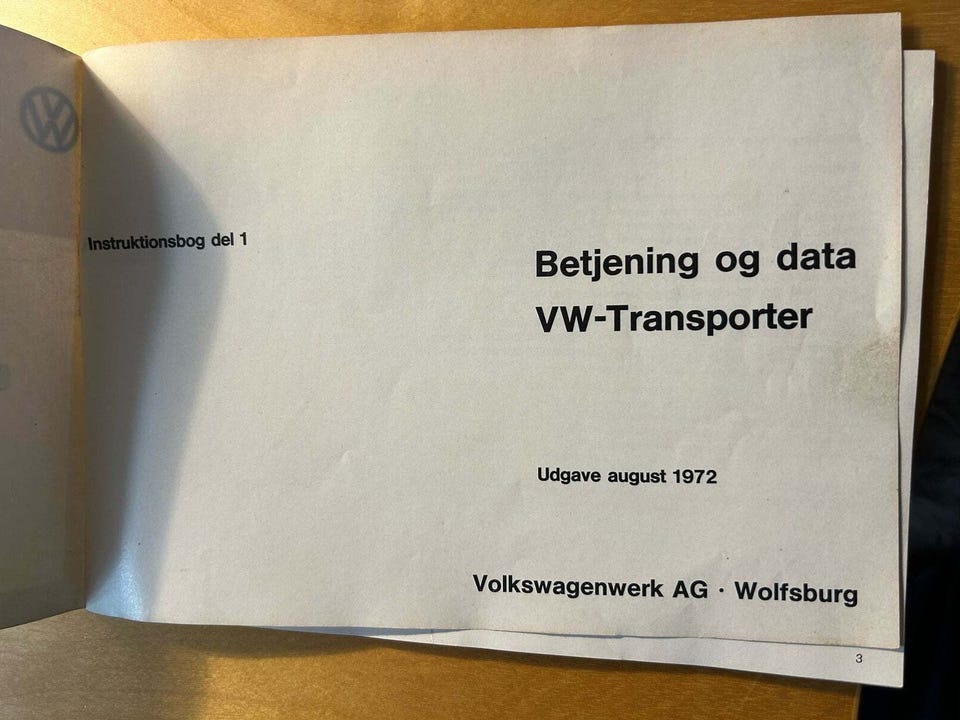 Instruktionsbog del 1
Betjening og data
VW-Transporter
Udgave august 1972
Volkswagenwerk AG · Wolfsburg
3